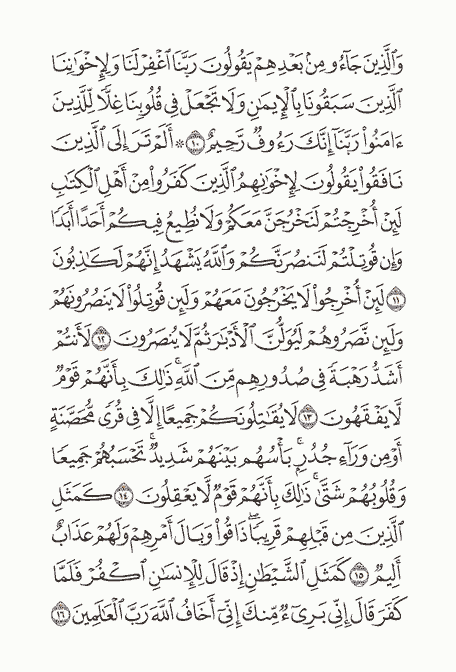 وَٱلَّذِينَ جَآءُو مِنۢ بَعۡدِهِمۡ يَقُولُونَ رَبَّنَا ٱغۡفِرۡ لَنَا وَلِإِخۡوَٰنِنَا
ٱلَّذِينَ سَبَقُونَا بِٱلۡإِيمَٰنِ وَلَا تَجۡعَلۡ فِي قُلُوبِنَا غِلّٗا لِّلَّذِينَ
ءَامَنُواْ رَبَّنَآ إِنَّكَ رَءُوفٞ رَّحِيمٌ ١٠ ۞ أَلَمۡ تَرَ إِلَى ٱلَّذِينَ
نَافَقُواْ يَقُولُونَ لِإِخۡوَٰنِهِمُ ٱلَّذِينَ كَفَرُواْ مِنۡ أَهۡلِ ٱلۡكِتَٰبِ
لَئِنۡ أُخۡرِجۡتُمۡ لَنَخۡرُجَنَّ مَعَكُمۡ وَلَا نُطِيعُ فِيكُمۡ أَحَدًا أَبَدٗا
وَإِن قُوتِلۡتُمۡ لَنَنصُرَنَّكُمۡ وَٱللَّهُ يَشۡهَدُ إِنَّهُمۡ لَكَٰذِبُونَ
١١ لَئِنۡ أُخۡرِجُواْ لَا يَخۡرُجُونَ مَعَهُمۡ وَلَئِن قُوتِلُواْ لَا يَنصُرُونَهُمۡ
وَلَئِن نَّصَرُوهُمۡ لَيُوَلُّنَّ ٱلۡأَدۡبَٰرَ ثُمَّ لَا يُنصَرُونَ ١٢ لَأَنتُمۡ
أَشَدُّ رَهۡبَةٗ فِي صُدُورِهِم مِّنَ ٱللَّهِۚ ذَٰلِكَ بِأَنَّهُمۡ قَوۡمٞ
لَّا يَفۡقَهُونَ ١٣ لَا يُقَٰتِلُونَكُمۡ جَمِيعًا إِلَّا فِي قُرٗى مُّحَصَّنَةٍ
أَوۡ مِن وَرَآءِ جُدُرِۭۚ بَأۡسُهُم بَيۡنَهُمۡ شَدِيدٞۚ تَحۡسَبُهُمۡ جَمِيعٗا
وَقُلُوبُهُمۡ شَتَّىٰۚ ذَٰلِكَ بِأَنَّهُمۡ قَوۡمٞ لَّا يَعۡقِلُونَ ١٤ كَمَثَلِ
ٱلَّذِينَ مِن قَبۡلِهِمۡ قَرِيبٗاۖ ذَاقُواْ وَبَالَ أَمۡرِهِمۡ وَلَهُمۡ عَذَابٌ
أَلِيمٞ ١٥ كَمَثَلِ ٱلشَّيۡطَٰنِ إِذۡ قَالَ لِلۡإِنسَٰنِ ٱكۡفُرۡ فَلَمَّا
كَفَرَ قَالَ إِنِّي بَرِيٓءٞ مِّنكَ إِنِّيٓ أَخَافُ ٱللَّهَ رَبَّ ٱلۡعَٰلَمِينَ ١٦